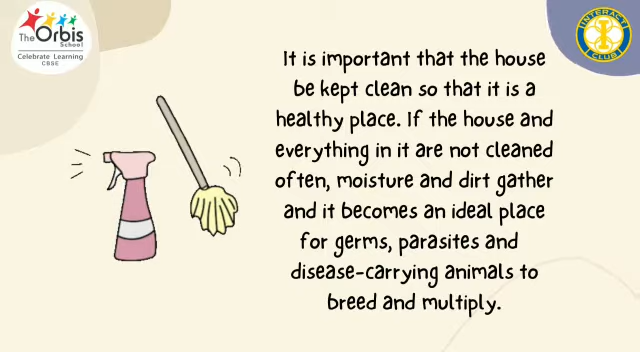 The Orbis
School
Celebrate Learning
CBSE
INTERACT
CLUB
It is important that the house
be kept clean so that it is a
healthy place. If the house and
everything in it are not cleaned
often, moisture and dirt gather
and it becomes an ideal place
for germs, parasites and
disease-carrying animals to
breed and multiply.